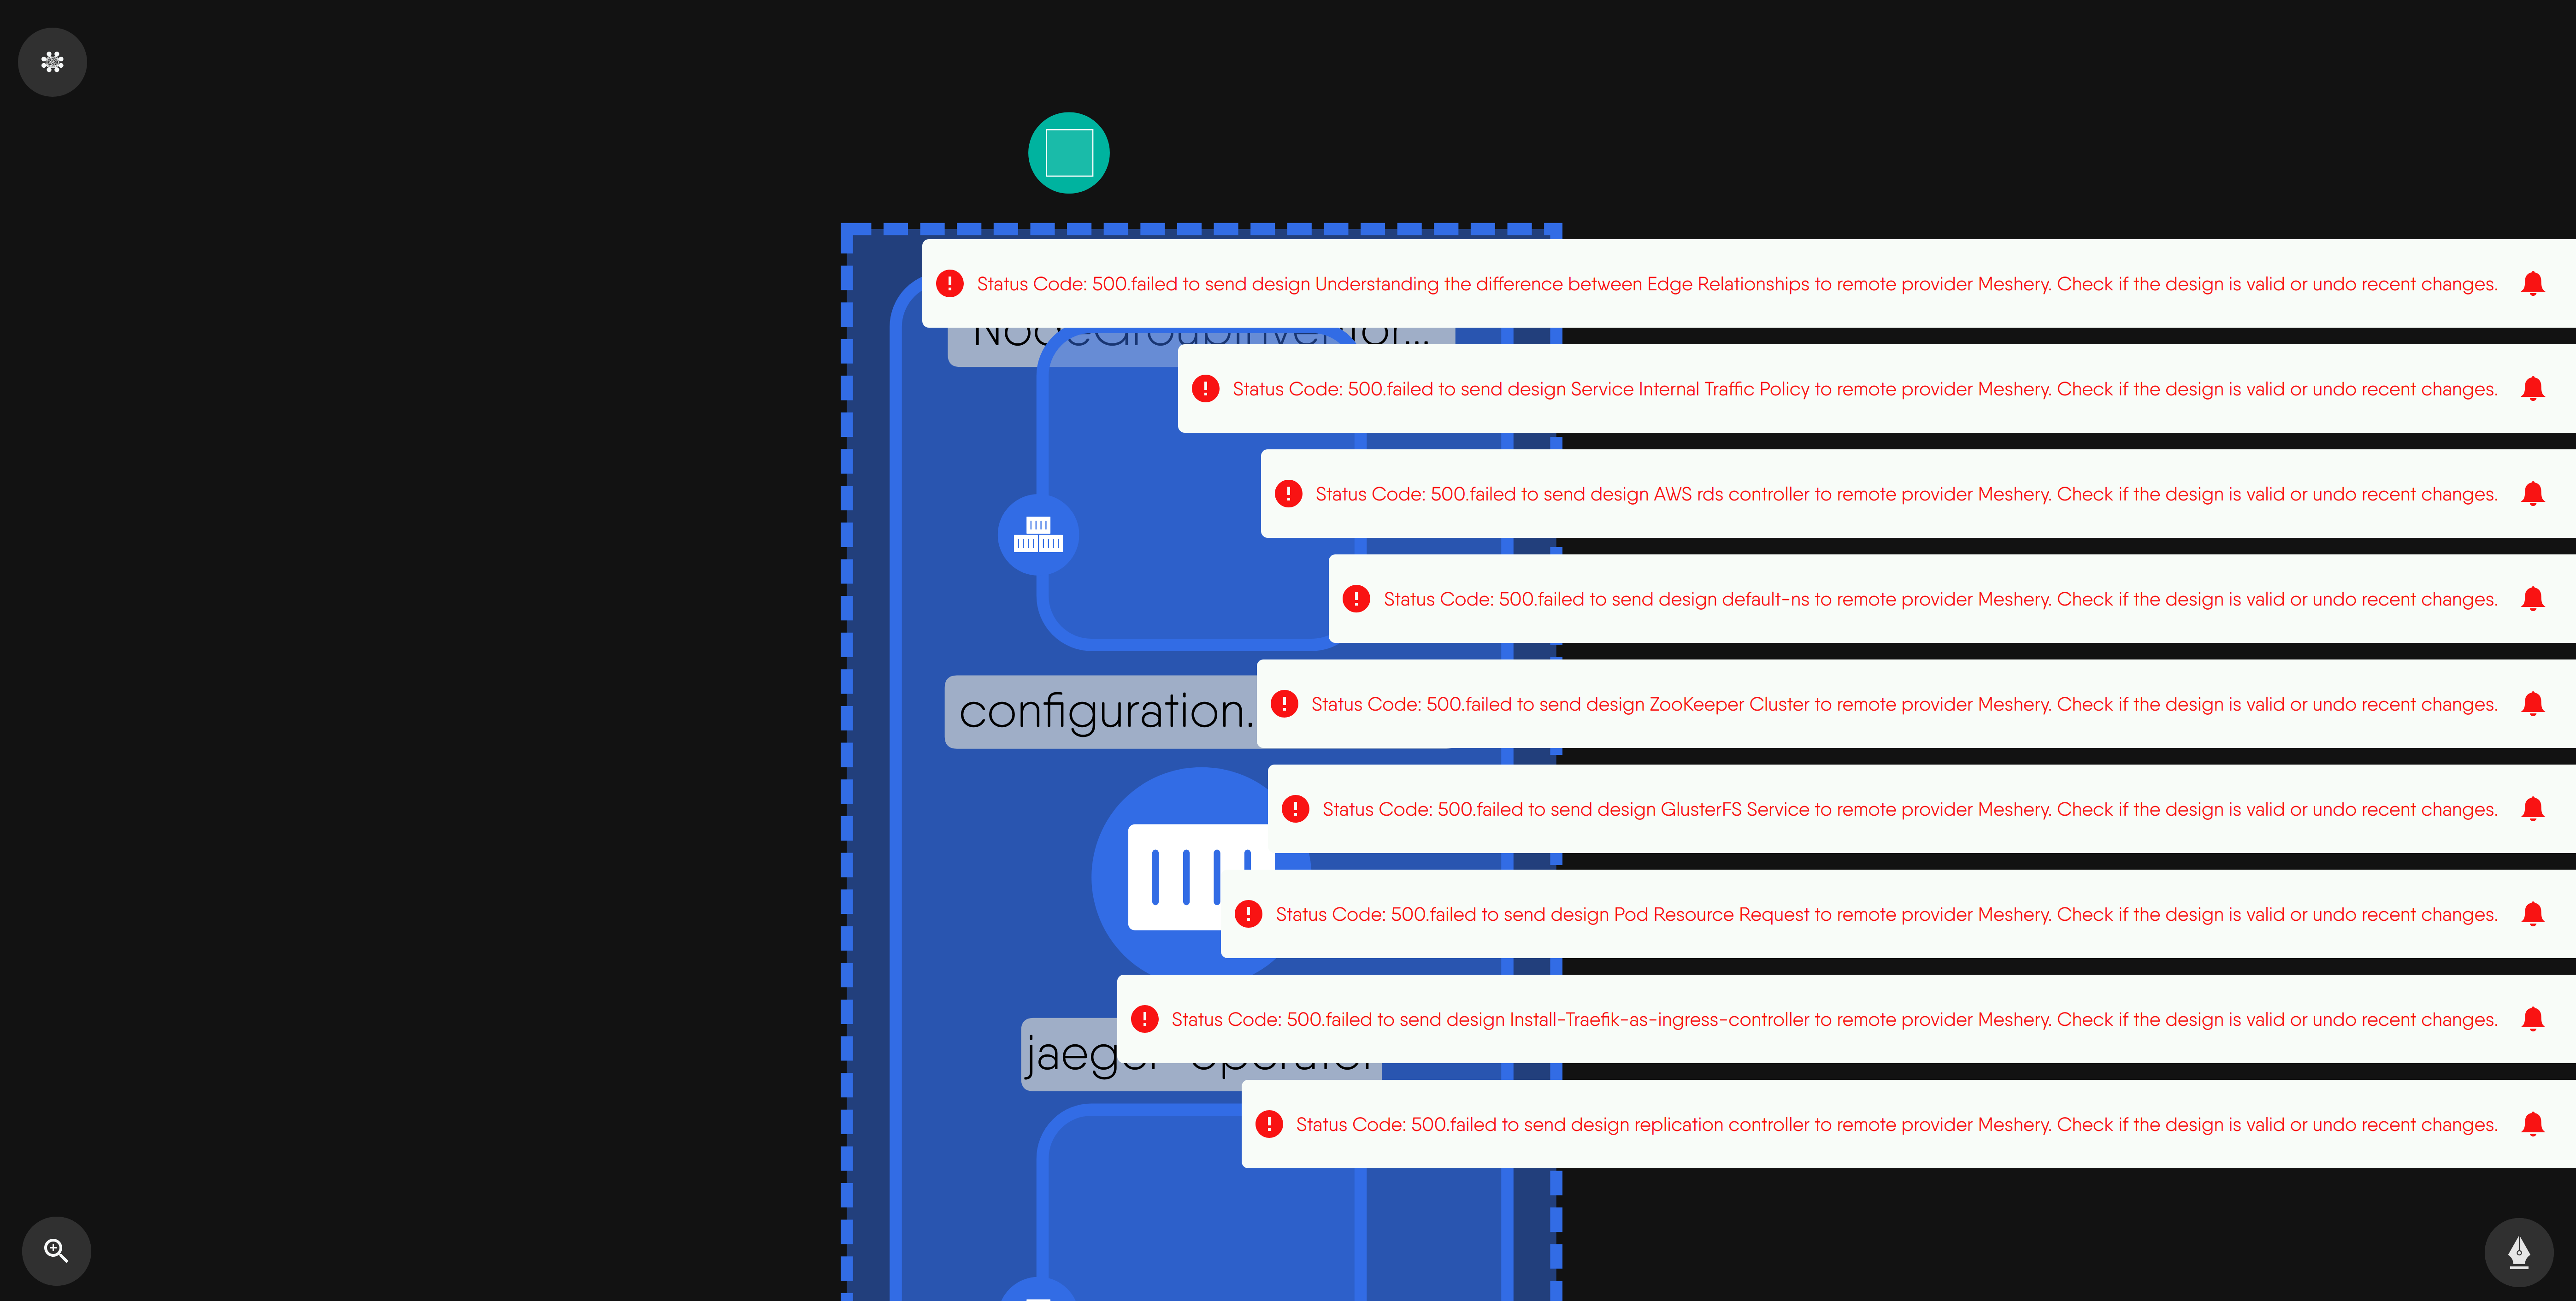 Status Code: 500.failed to send design Understanding the difference between Edge Relationships to remote provider Meshery. Check if the design is valid or undo recent changes.
Status Code: 500.failed to send design Service Internal Traffic Policy to remote provider Meshery. Check if the design is valid or undo recent changes.
Status Code: 500.failed to send design AWS rds controller to remote provider Meshery. Check if the design is valid or undo recent changes.
Status Code: 500.failed to send design default-ns to remote provider Meshery. Check if the design is valid or undo recent changes.
configuration.
Status Code: 500.failed to send design ZooKeeper Cluster to remote provider Meshery. Check if the design is valid or undo recent changes.
Status Code: 500.failed to send design GlusterFS Service to remote provider Meshery. Check if the design is valid or undo recent changes.
Status Code: 500.failed to send design Pod Resource Request to remote provider Meshery. Check if the design is valid or undo recent changes.
Status Code: 500.failed to send design Install-Traefik-as-ingress-controller to remote provider Meshery. Check if the design is valid or undo recent changes.
Status Code: 500.failed to send design replication controller to remote provider Meshery. Check if the design is valid or undo recent changes.